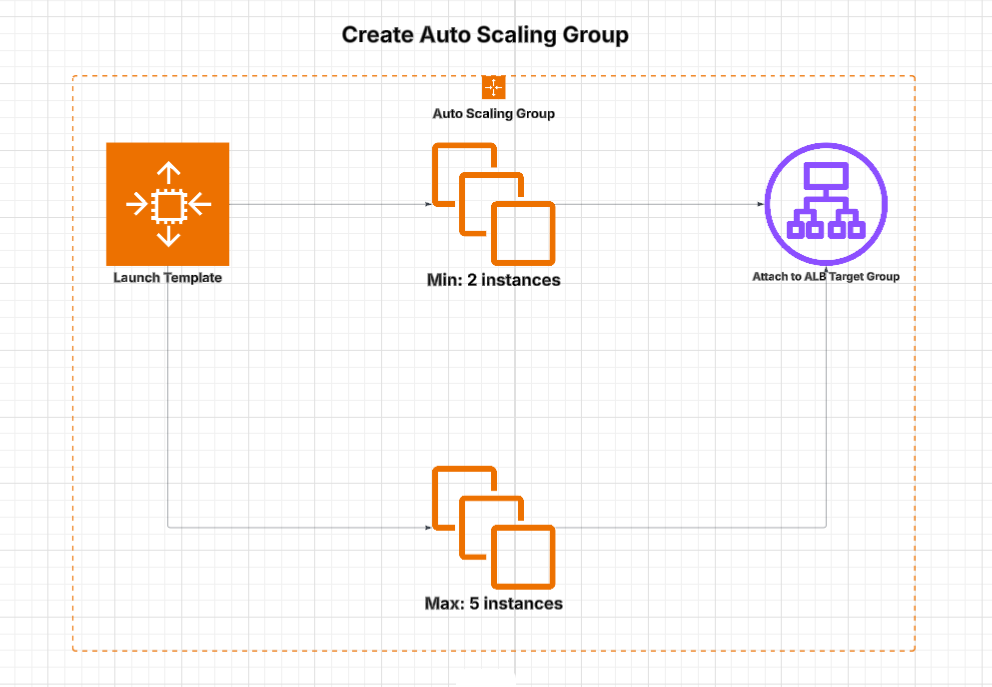 Create Auto Scaling Group
Auto Scaling Group
Launch Template
Min: 2 instances
Attach to ALB Target Group
Max: 5 instances